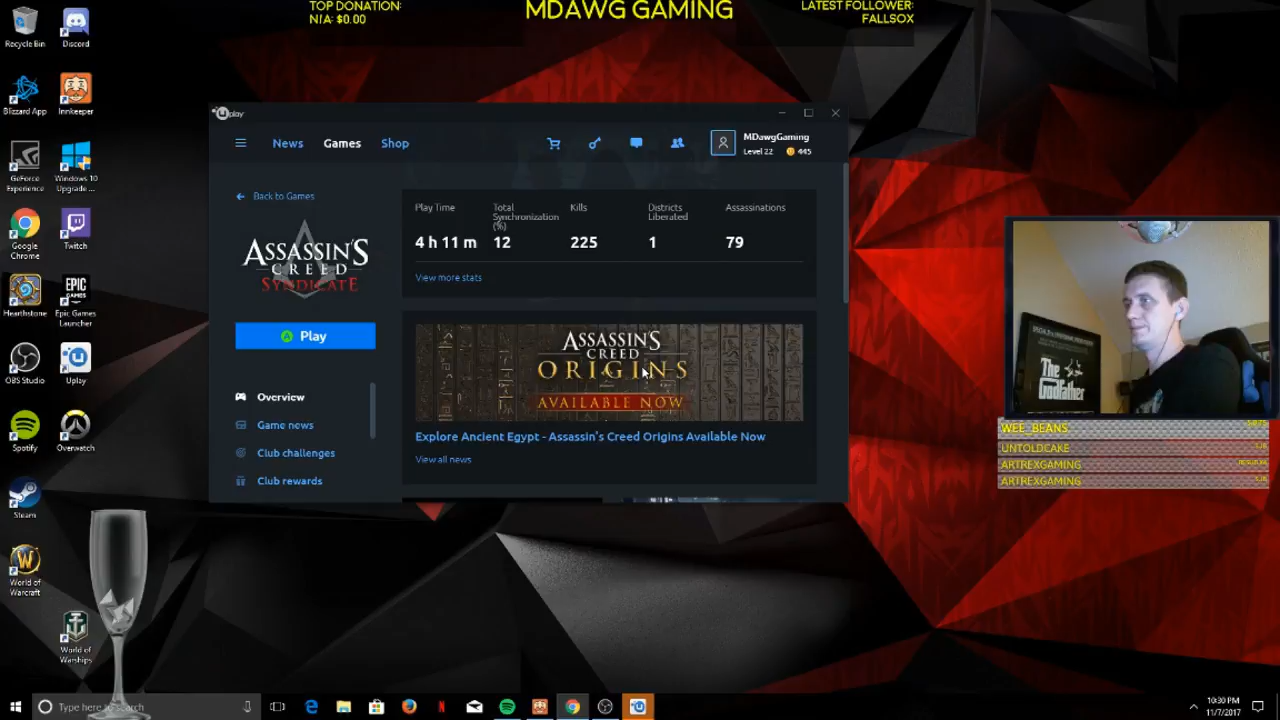 TOP DONATION:
N/A: $0.00
MDAWG GAMING
LATEST FOLLOWER:
FALLSOX
Recycle Bin
Discord
Blizzard App
Innkeeper
GeForce Experience
Windows 10 Upgrade ...
Google Chrome
Twitch
Hearthstone
EPIC GAMES
Epic Games Launcher
OBS Studio
Uplay
Spotify
Overwatch
Steam
World of Warcraft
World of Warships
Uplay
News
Games
Shop
MDawgGaming
Level 22
445
Back to Games
ASSASSIN'S
CREED
SYNDICATE
Play
Overview
Game news
Club challenges
Club rewards
Play Time
Total Synchronization (%)
Kills
Districts Liberated
Assassinations
4 h 11 m
12
225
1
79
View more stats
ASSASSIN'S
CREED
ORIGINS
AVAILABLE NOW
Explore Ancient Egypt - Assassin's Creed Origins Available Now
View all news
The
Godfather
WEE_BEANS
UNTOLDCAKE
ARTREXGAMING
ARTREXGAMING
Type here to search
10:30 PM
11/7/2017